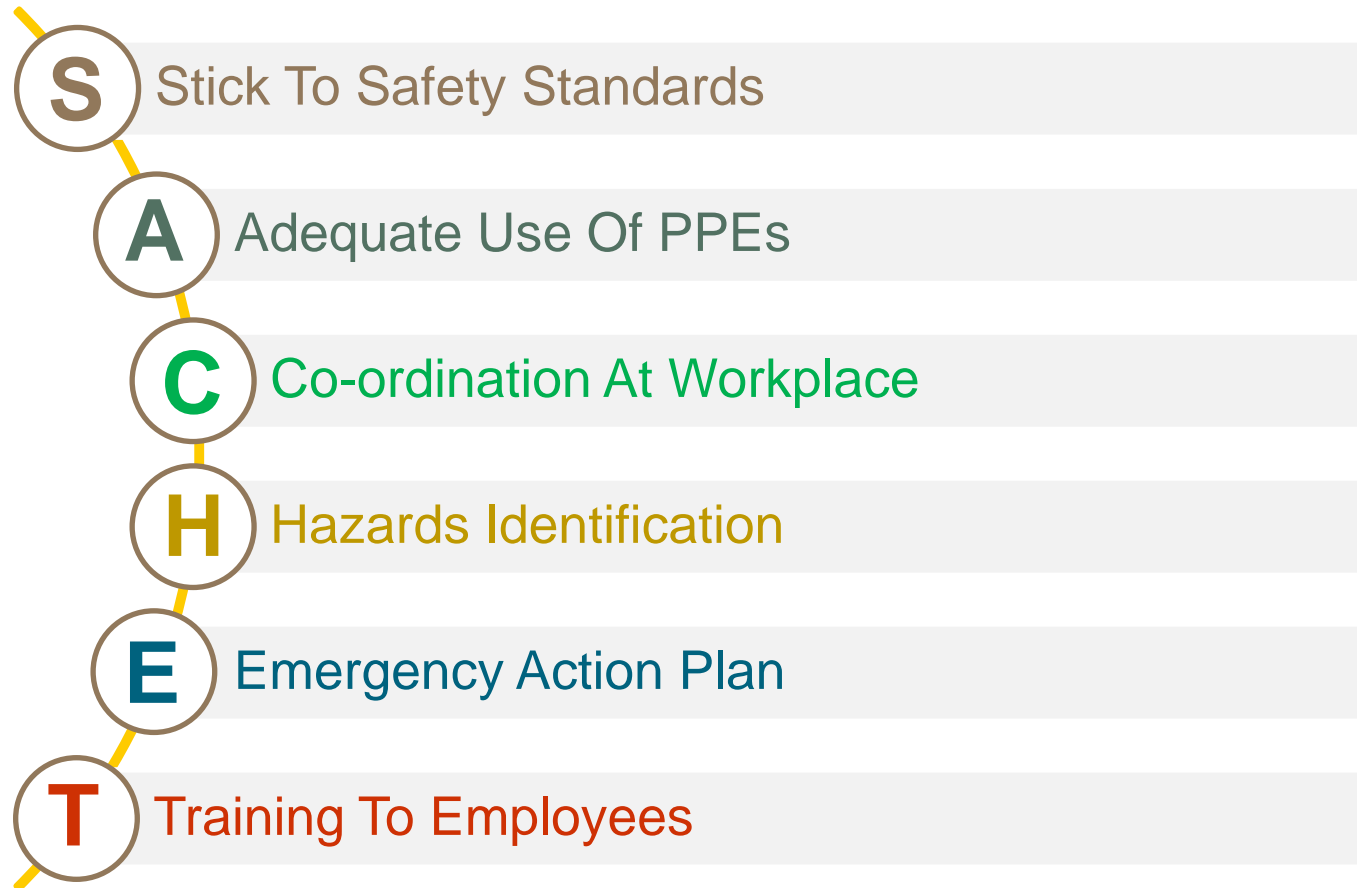 S Stick To Safety Standards
A Adequate Use Of PPEs
C Co-ordination At Workplace
H Hazards Identification
E Emergency Action Plan
T Training To Employees